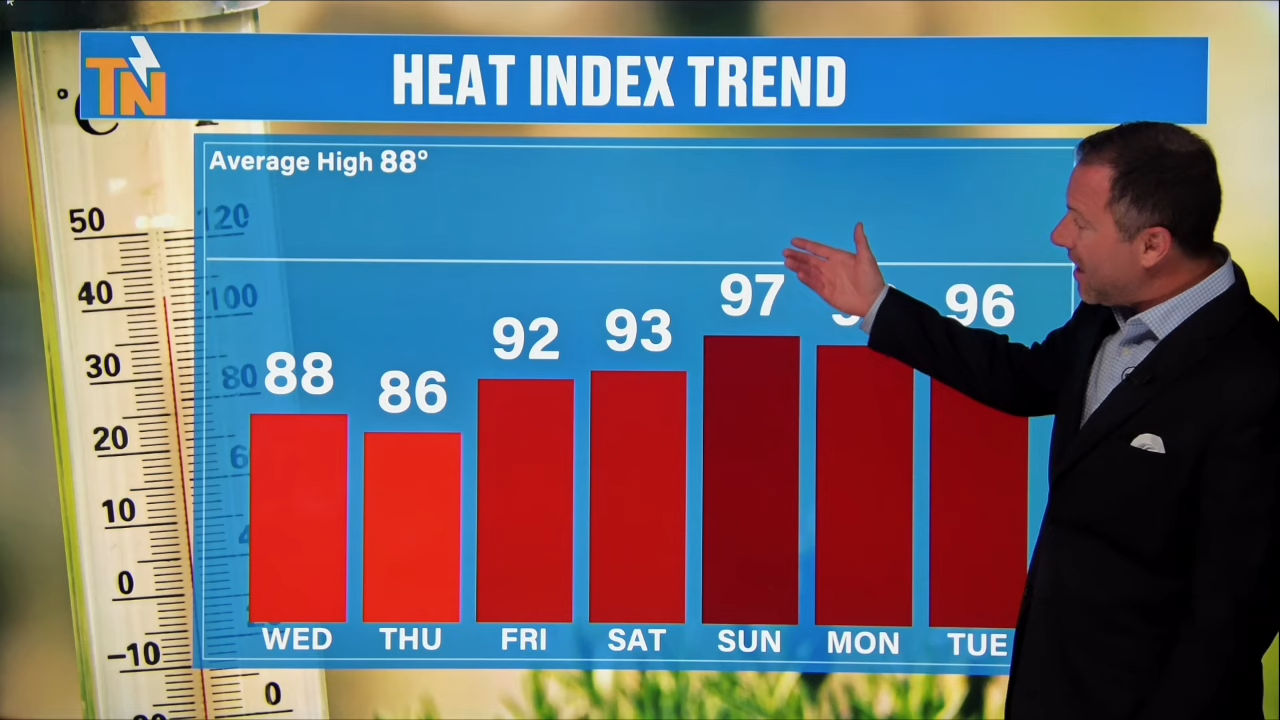 TN
HEAT INDEX TREND
°C
Average High 88°
50
120
40
100
30
80
20
10
0
-10
0
88
86
92
93
97
96
WED
THU
FRI
SAT
SUN
MON
TUE